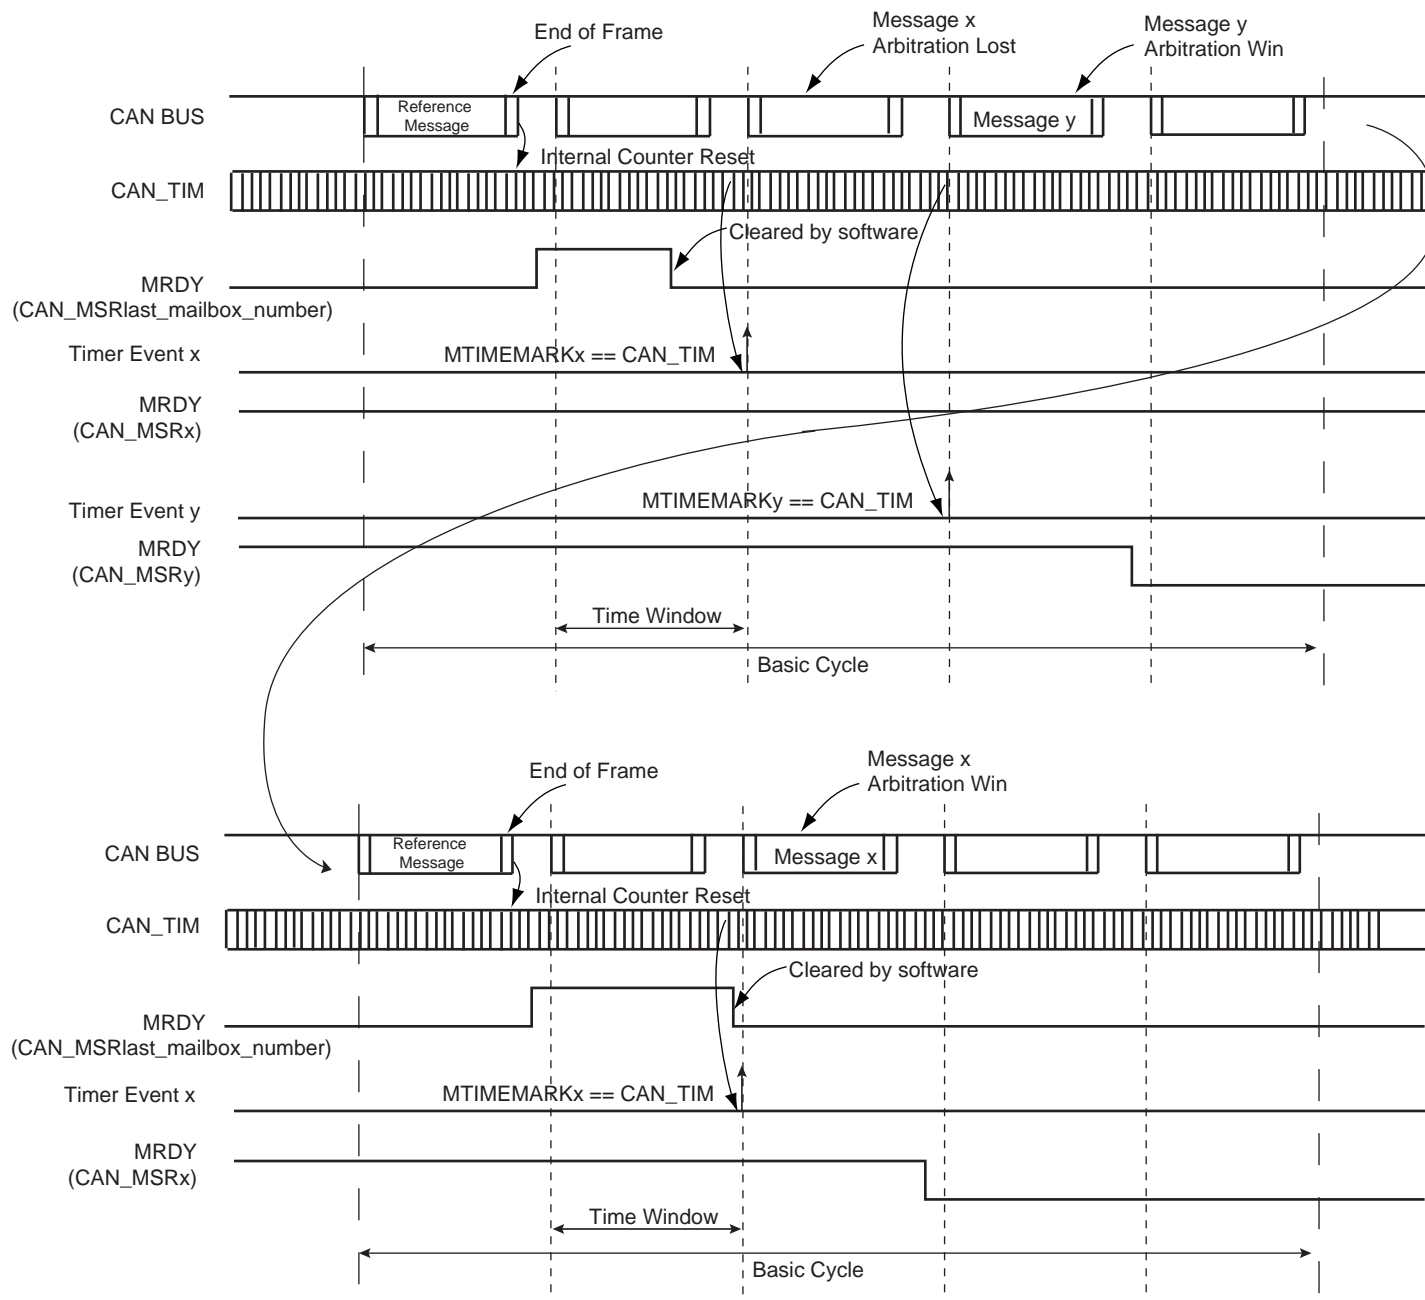 End of Frame
Message x
Arbitration Lost
Message y
Arbitration Win
CAN BUS
Reference
Message
Message y
Internal Counter Reset
CAN_TIM
Cleared by software
MRDY
(CAN_MSRlast_mailbox_number)
Timer Event x
MTIMEMARKx == CAN_TIM
MRDY
(CAN_MSRx)
Timer Event y
MTIMEMARKy == CAN_TIM
MRDY
(CAN_MSRy)
Time Window
Basic Cycle
End of Frame
Message x
Arbitration Win
CAN BUS
Reference
Message
Message x
Internal Counter Reset
CAN_TIM
Cleared by software
MRDY
(CAN_MSRlast_mailbox_number)
Timer Event x
MTIMEMARKx == CAN_TIM
MRDY
(CAN_MSRx)
Time Window
Basic Cycle